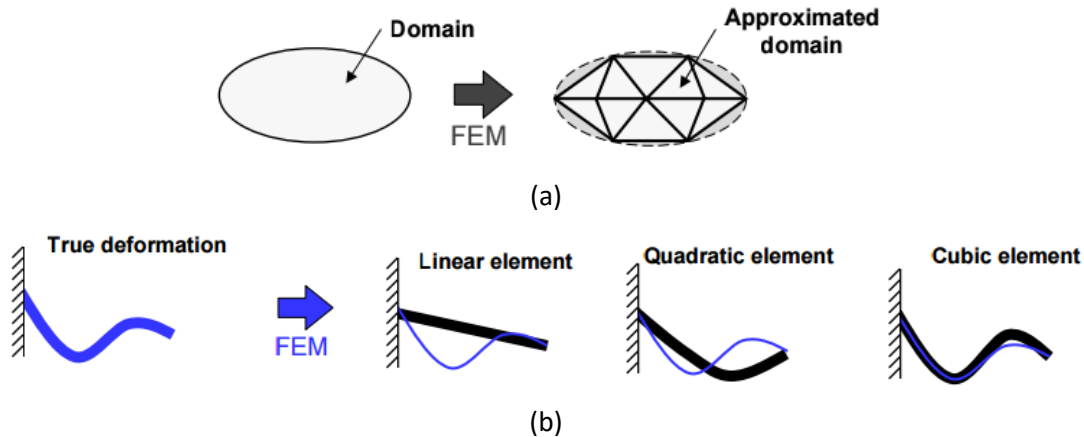 Domain
Approximated
domain
FEM
(a)
True deformation
Linear element
Quadratic element
Cubic element
FEM
(b)